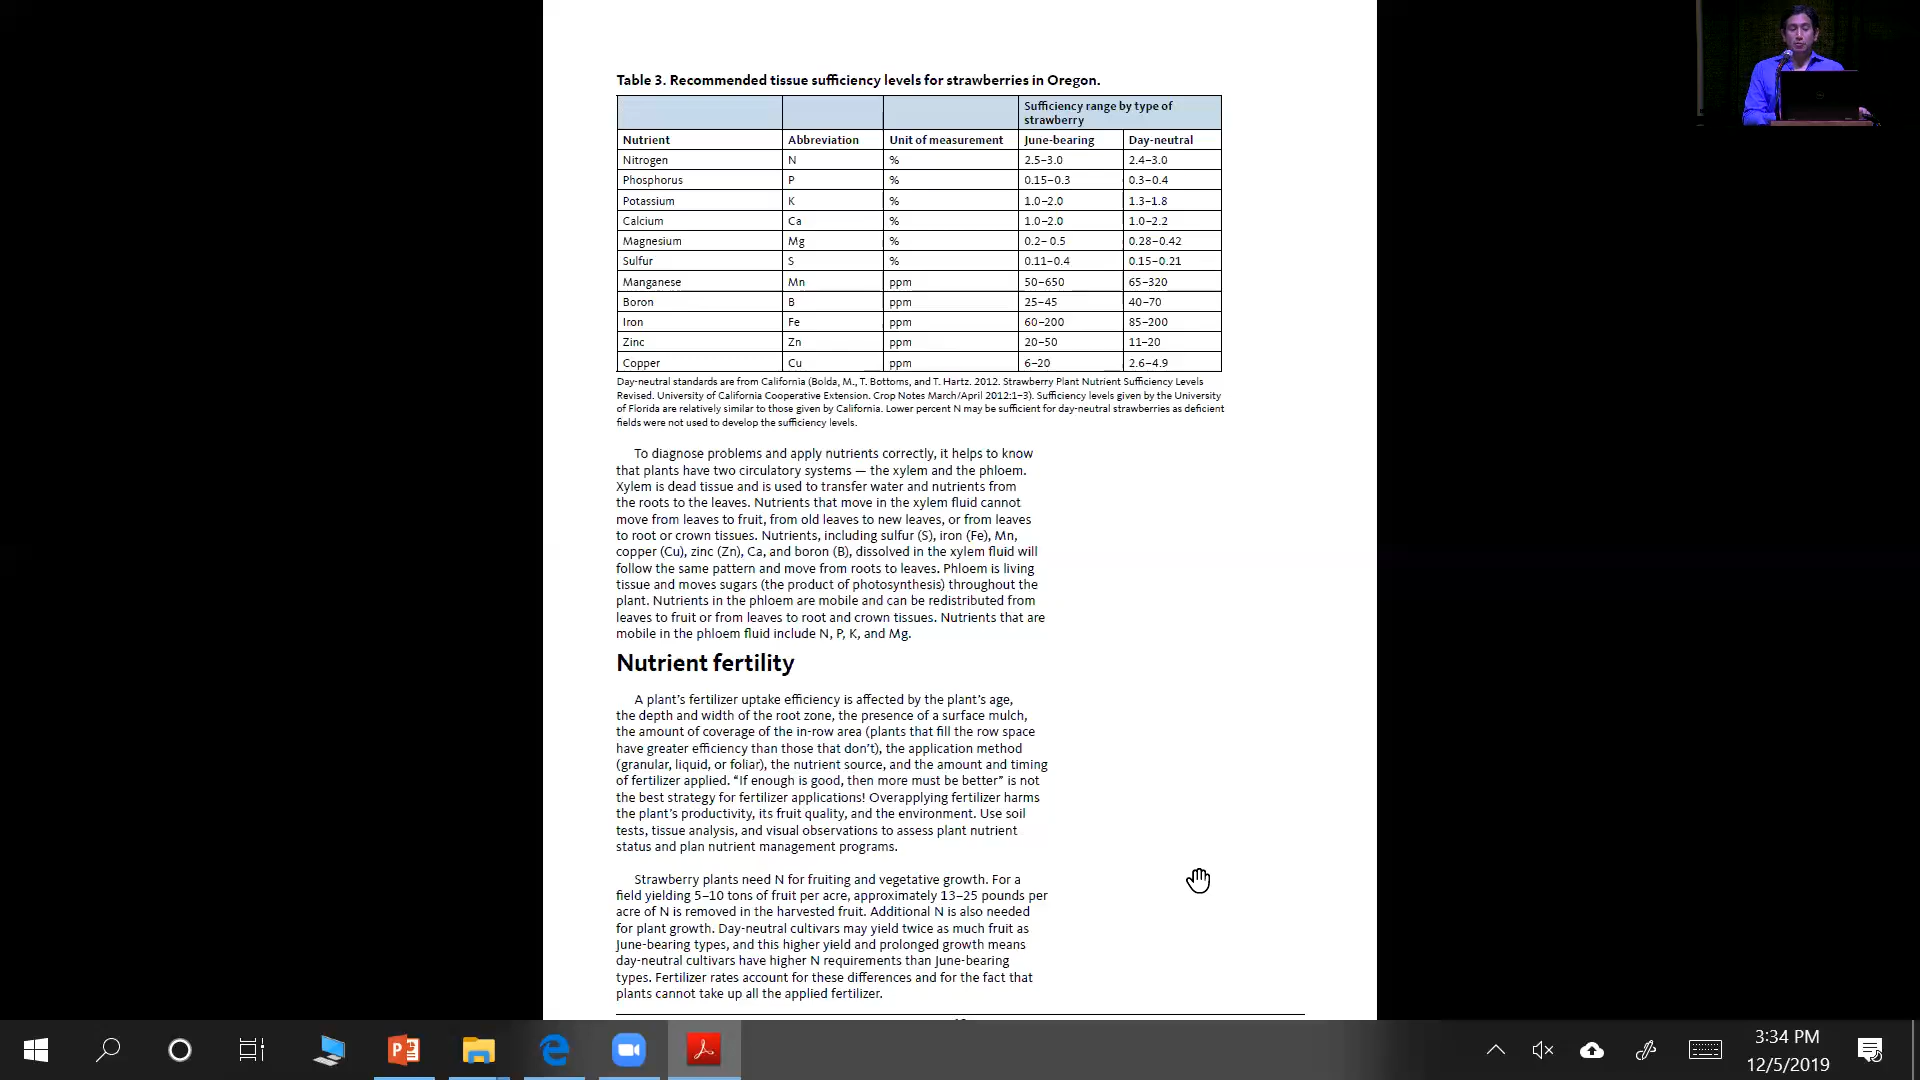 Table 3. Recommended tissue sufficiency levels for strawberries in Oregon.
Sufficiency range by type of
strawberry
Nutrient Abbreviation Unit of measurement June-bearing Day-neutral
Nitrogen N % 2.5–3.0 2.4–3.0
Phosphorus P % 0.15–0.3 0.3–0.4
Potassium K % 1.0–2.0 1.3–1.8
Calcium Ca % 1.0–2.0 1.0–2.2
Magnesium Mg % 0.2– 0.5 0.28–0.42
Sulfur S % 0.11–0.4 0.15–0.21
Manganese Mn ppm 50–650 65–320
Boron B ppm 25–45 40–70
Iron Fe ppm 60–200 85–200
Zinc Zn ppm 20–50 11–20
Copper Cu ppm 6–20 2.6–4.9
Day-neutral standards are from California (Bolda, M., T. Bottoms, and T. Hartz. 2012. Strawberry Plant Nutrient Sufficiency Levels
Revised. University of California Cooperative Extension. Crop Notes March/April 2012:1–3). Sufficiency levels given by the University
of Florida are relatively similar to those given by California. Lower percent N may be sufficient for day-neutral strawberries as deficient
fields were not used to develop the sufficiency levels.
To diagnose problems and apply nutrients correctly, it helps to know
that plants have two circulatory systems — the xylem and the phloem.
Xylem is dead tissue and is used to transfer water and nutrients from
the roots to the leaves. Nutrients that move in the xylem fluid cannot
move from leaves to fruit, from old leaves to new leaves, or from leaves
to root or crown tissues. Nutrients, including sulfur (S), iron (Fe), Mn,
copper (Cu), zinc (Zn), Ca, and boron (B), dissolved in the xylem fluid will
follow the same pattern and move from roots to leaves. Phloem is living
tissue and moves sugars (the product of photosynthesis) throughout the
plant. Nutrients in the phloem are mobile and can be redistributed from
leaves to fruit or from leaves to root and crown tissues. Nutrients that are
mobile in the phloem fluid include N, P, K, and Mg.
Nutrient fertility
A plant’s fertilizer uptake efficiency is affected by the plant’s age,
the depth and width of the root zone, the presence of a surface mulch,
the amount of coverage of the in-row area (plants that fill the row space
have greater efficiency than those that don’t), the application method
(granular, liquid, or foliar), the nutrient source, and the amount and timing
of fertilizer applied. “If enough is good, then more must be better” is not
the best strategy for fertilizer applications! Overapplying fertilizer harms
the plant’s productivity, its fruit quality, and the environment. Use soil
tests, tissue analysis, and visual observations to assess plant nutrient
status and plan nutrient management programs.
Strawberry plants need N for fruiting and vegetative growth. For a
field yielding 5–10 tons of fruit per acre, approximately 13–25 pounds per
acre of N is removed in the harvested fruit. Additional N is also needed
for plant growth. Day-neutral cultivars may yield twice as much fruit as
June-bearing types, and this higher yield and prolonged growth means
day-neutral cultivars have higher N requirements than June-bearing
types. Fertilizer rates account for these differences and for the fact that
plants cannot take up all the applied fertilizer.
3:34 PM
12/5/2019